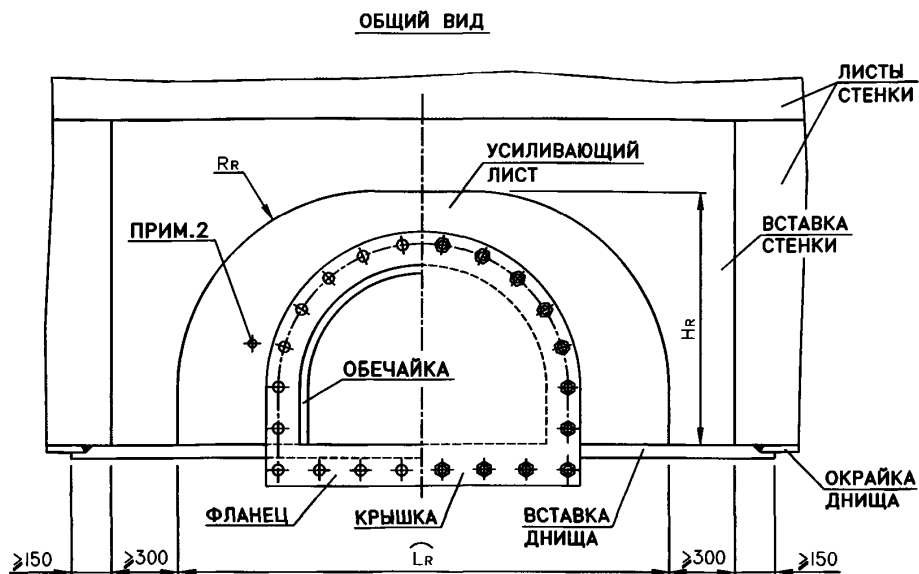 ОБЩИЙ ВИД
ЛИСТЫ
СТЕНКИ
УСИЛИВАЮЩИЙ
ЛИСТ
RR
ПРИМ.2
ВСТАВКА
СТЕНКИ
HR
ОБЕЧАЙКА
ОКРАЙКА
ДНИЩА
ФЛАНЕЦ
КРЫШКА
ВСТАВКА
ДНИЩА
≥150
≥300
LR
≥300
≥150